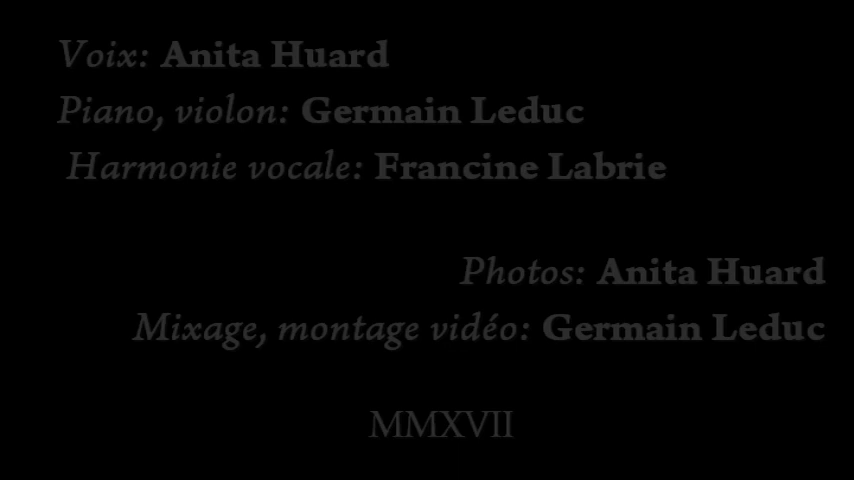 Voix: Anita Huard
Piano, violon: Germain Leduc
Harmonie vocale: Francine Labrie
Photos: Anita Huard
Mixage, montage vidéo: Germain Leduc
MMXVII